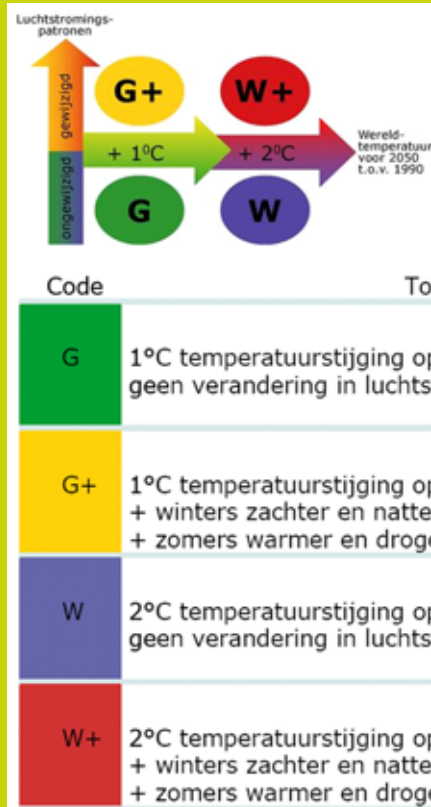 Luchtstromings-
patronen
gewijzigd
ongewijzigd
G+
W+
+ 1⁰C
+ 2⁰C
G
W
Wereld-
temperatuur
voor 2050
t.o.v. 1990
Code To
G
1°C temperatuurstijging op
geen verandering in luchts
G+
1°C temperatuurstijging op
+ winters zachter en natte
+ zomers warmer en droge
W
2°C temperatuurstijging op
geen verandering in luchts
W+
2°C temperatuurstijging op
+ winters zachter en natte
+ zomers warmer en droge